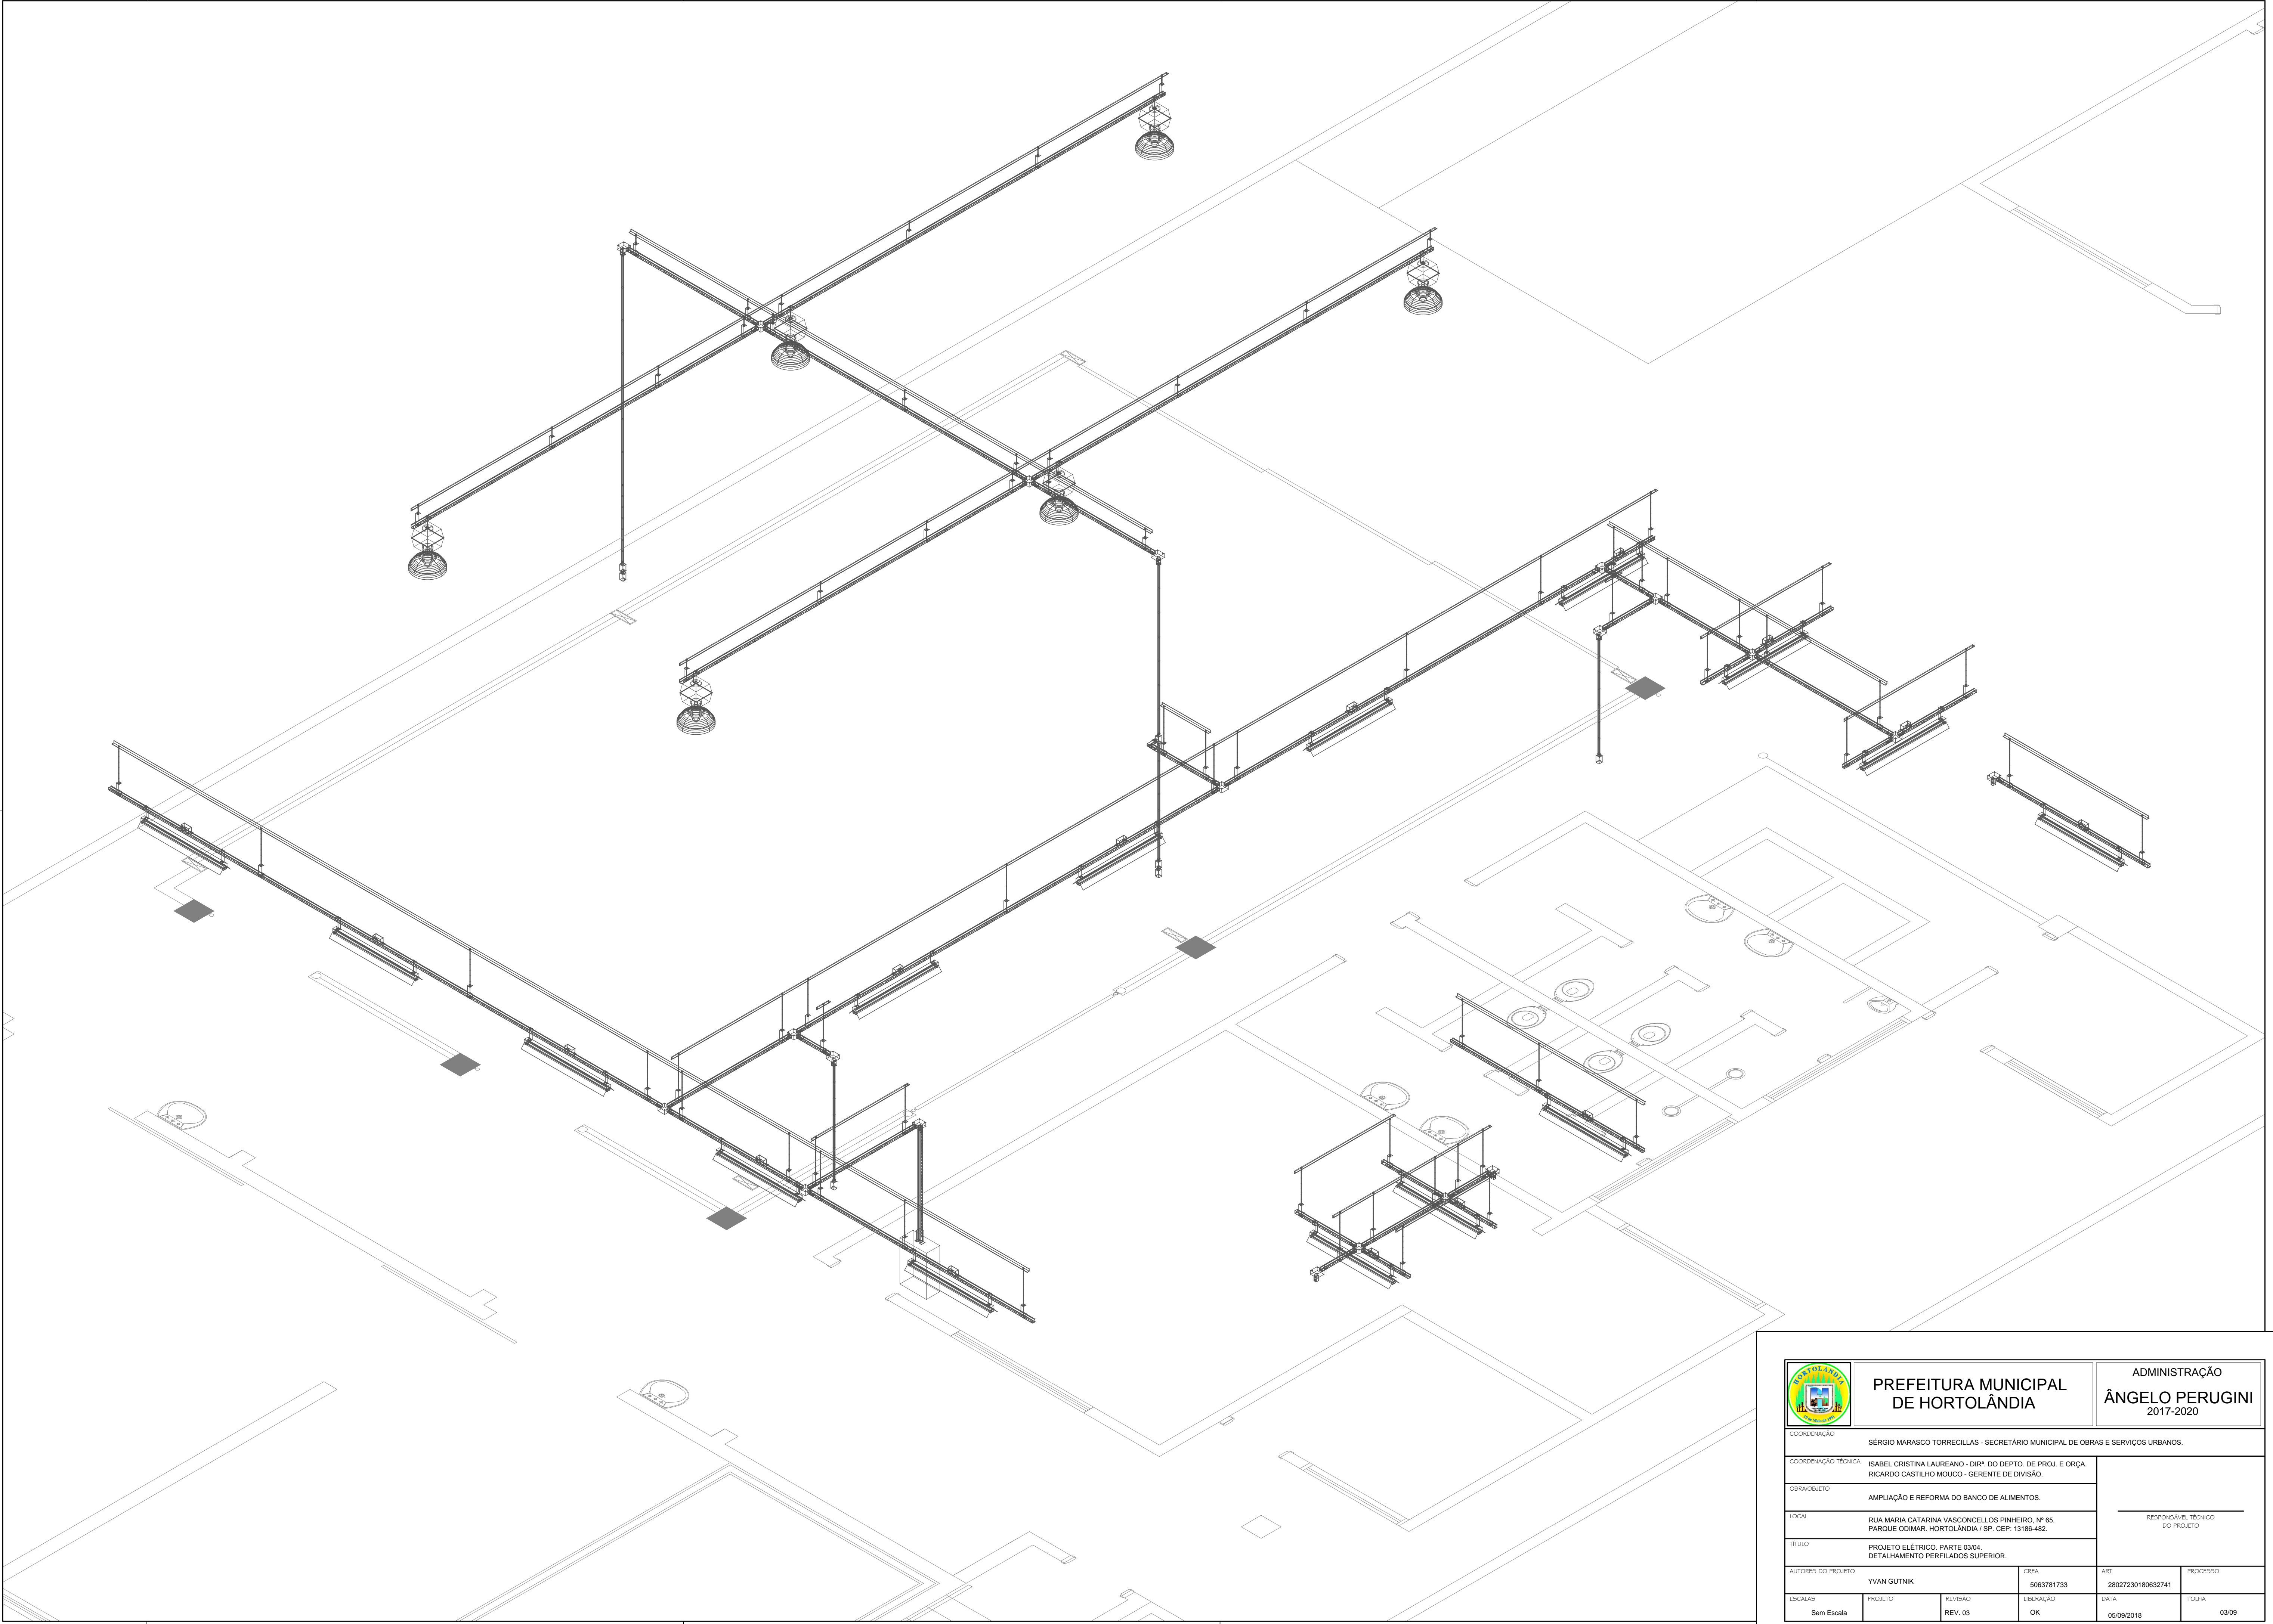 HORTOLÂNDIA
PREFEITURA MUNICIPAL
DE HORTOLÂNDIA
ADMINISTRAÇÃO
ÂNGELO PERUGINI
2017-2020
COORDENAÇÃO
SÉRGIO MARASCO TORRECILLAS - SECRETÁRIO MUNICIPAL DE OBRAS E SERVIÇOS URBANOS.
COORDENAÇÃO TÉCNICA
ISABEL CRISTINA LAUREANO - DIRª. DO DEPTO. DE PROJ. E ORÇA.
RICARDO CASTILHO MOUCO - GERENTE DE DIVISÃO.
OBRA/OBJETO
AMPLIAÇÃO E REFORMA DO BANCO DE ALIMENTOS.
LOCAL
RUA MARIA CATARINA VASCONCELLOS PINHEIRO, Nº 65.
PARQUE ODIMAR. HORTOLÂNDIA / SP. CEP: 13186-482.
RESPONSÁVEL TÉCNICO
DO PROJETO
TÍTULO
PROJETO ELÉTRICO. PARTE 03/04.
DETALHAMENTO PERFILADOS SUPERIOR.
AUTORES DO PROJETO
YVAN GUTNIK
CREA
5063781733
ART
28027230180632741
PROCESSO
ESCALAS
Sem Escala
PROJETO
REVISÃO
REV. 03
LIBERAÇÃO
OK
DATA
05/09/2018
FOLHA
03/09